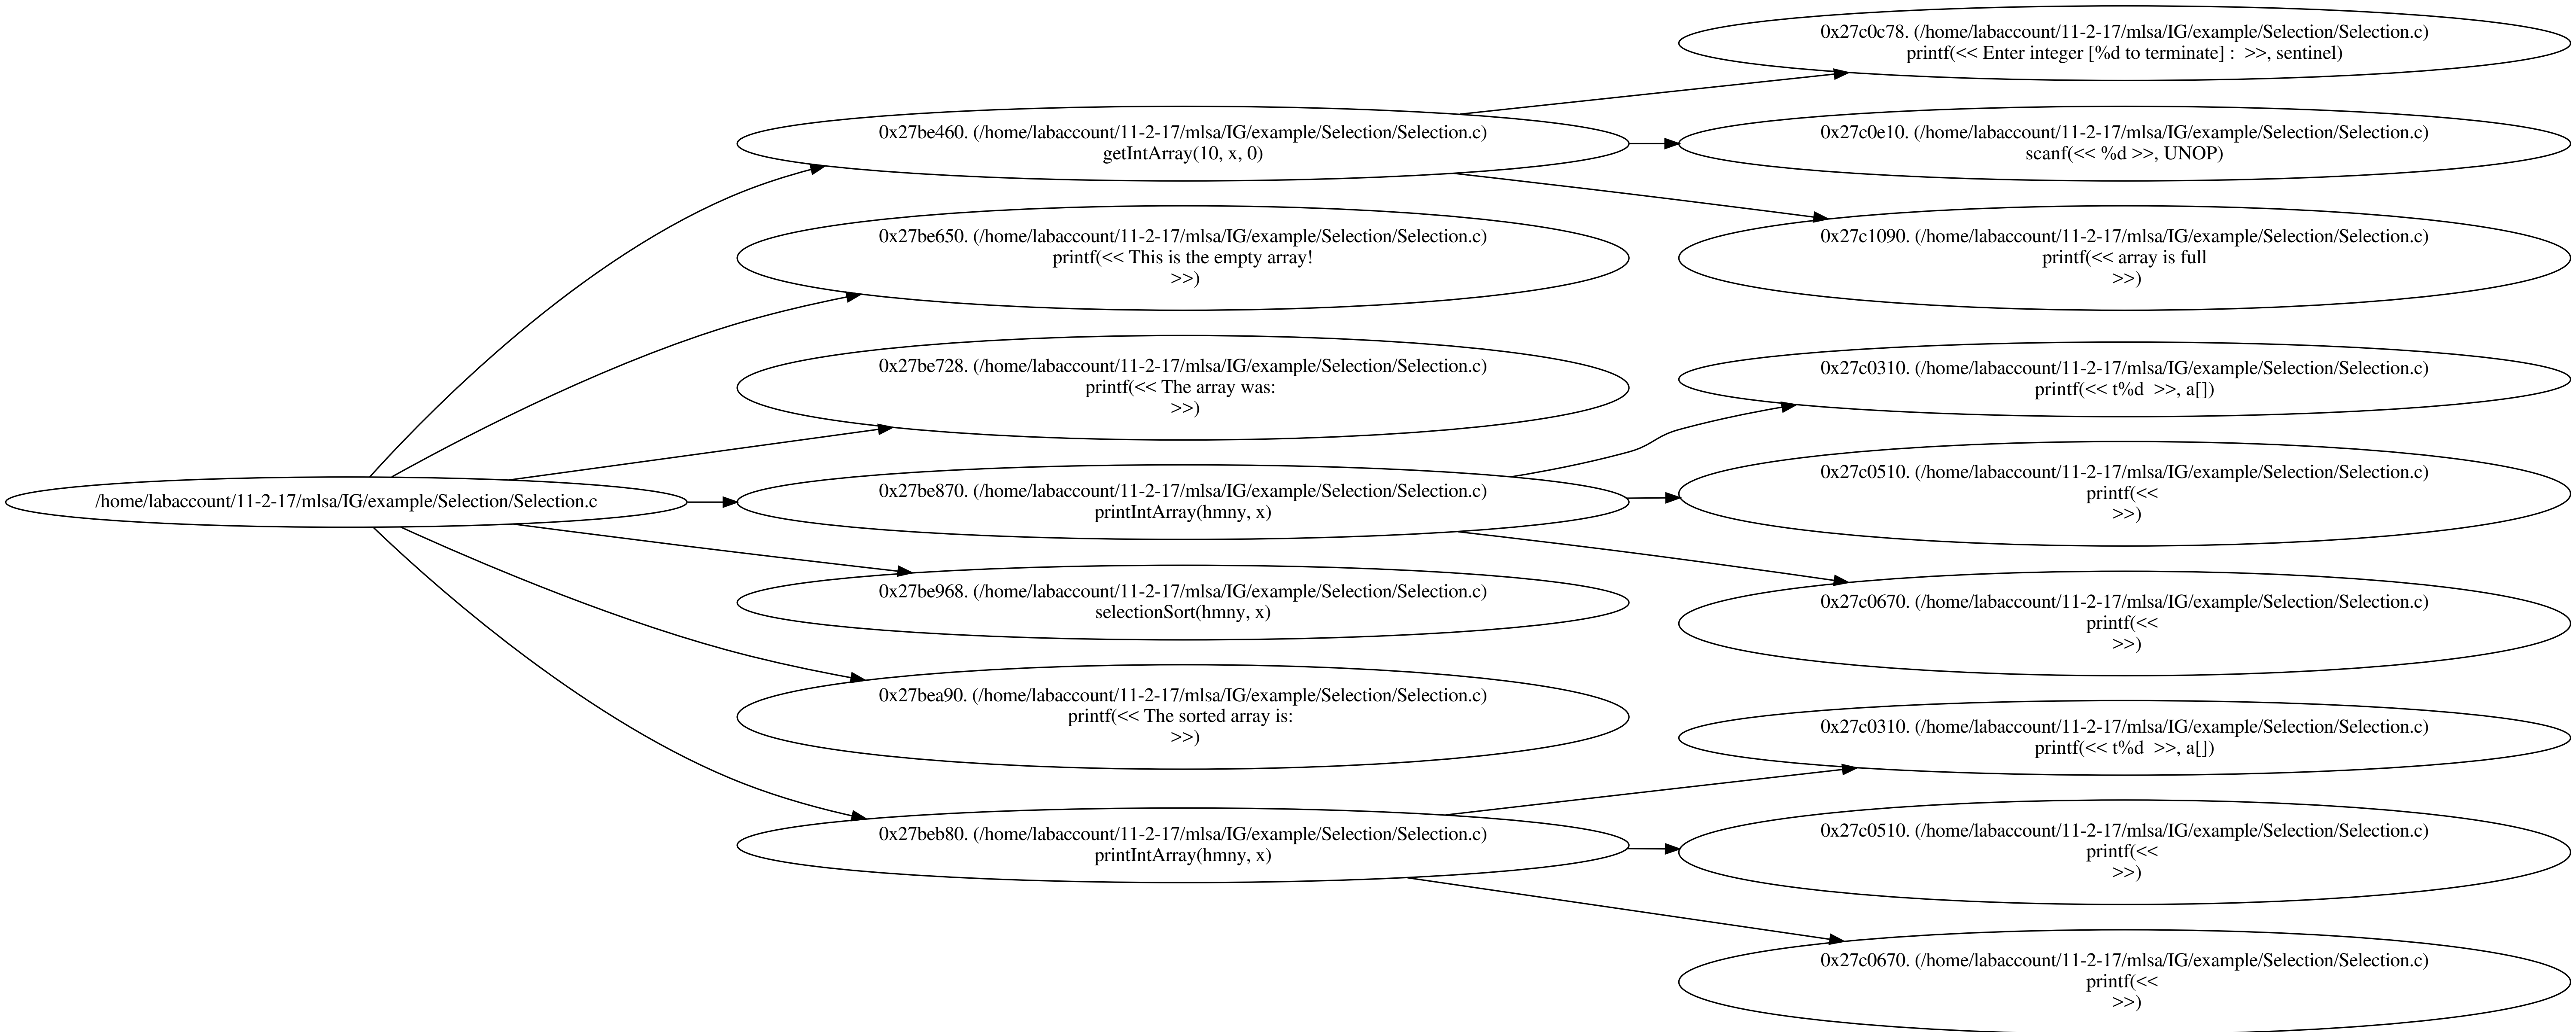 /home/labaccount/11-2-17/mlsa/IG/example/Selection/Selection.c
0x27be460. (/home/labaccount/11-2-17/mlsa/IG/example/Selection/Selection.c)
getIntArray(10, x, 0)
0x27be650. (/home/labaccount/11-2-17/mlsa/IG/example/Selection/Selection.c)
printf(<< This is the empty array!
>>)
0x27be728. (/home/labaccount/11-2-17/mlsa/IG/example/Selection/Selection.c)
printf(<< The array was:
>>)
0x27be870. (/home/labaccount/11-2-17/mlsa/IG/example/Selection/Selection.c)
printIntArray(hmny, x)
0x27be968. (/home/labaccount/11-2-17/mlsa/IG/example/Selection/Selection.c)
selectionSort(hmny, x)
0x27bea90. (/home/labaccount/11-2-17/mlsa/IG/example/Selection/Selection.c)
printf(<< The sorted array is:
>>)
0x27beb80. (/home/labaccount/11-2-17/mlsa/IG/example/Selection/Selection.c)
printIntArray(hmny, x)
0x27c0c78. (/home/labaccount/11-2-17/mlsa/IG/example/Selection/Selection.c)
printf(<< Enter integer [%d to terminate] :  >>, sentinel)
0x27c0e10. (/home/labaccount/11-2-17/mlsa/IG/example/Selection/Selection.c)
scanf(<< %d >>, UNOP)
0x27c1090. (/home/labaccount/11-2-17/mlsa/IG/example/Selection/Selection.c)
printf(<< array is full
>>)
0x27c0310. (/home/labaccount/11-2-17/mlsa/IG/example/Selection/Selection.c)
printf(<< t%d  >>, a[])
0x27c0510. (/home/labaccount/11-2-17/mlsa/IG/example/Selection/Selection.c)
printf(<<
>>)
0x27c0670. (/home/labaccount/11-2-17/mlsa/IG/example/Selection/Selection.c)
printf(<<
>>)
0x27c0310. (/home/labaccount/11-2-17/mlsa/IG/example/Selection/Selection.c)
printf(<< t%d  >>, a[])
0x27c0510. (/home/labaccount/11-2-17/mlsa/IG/example/Selection/Selection.c)
printf(<<
>>)
0x27c0670. (/home/labaccount/11-2-17/mlsa/IG/example/Selection/Selection.c)
printf(<<
>>)